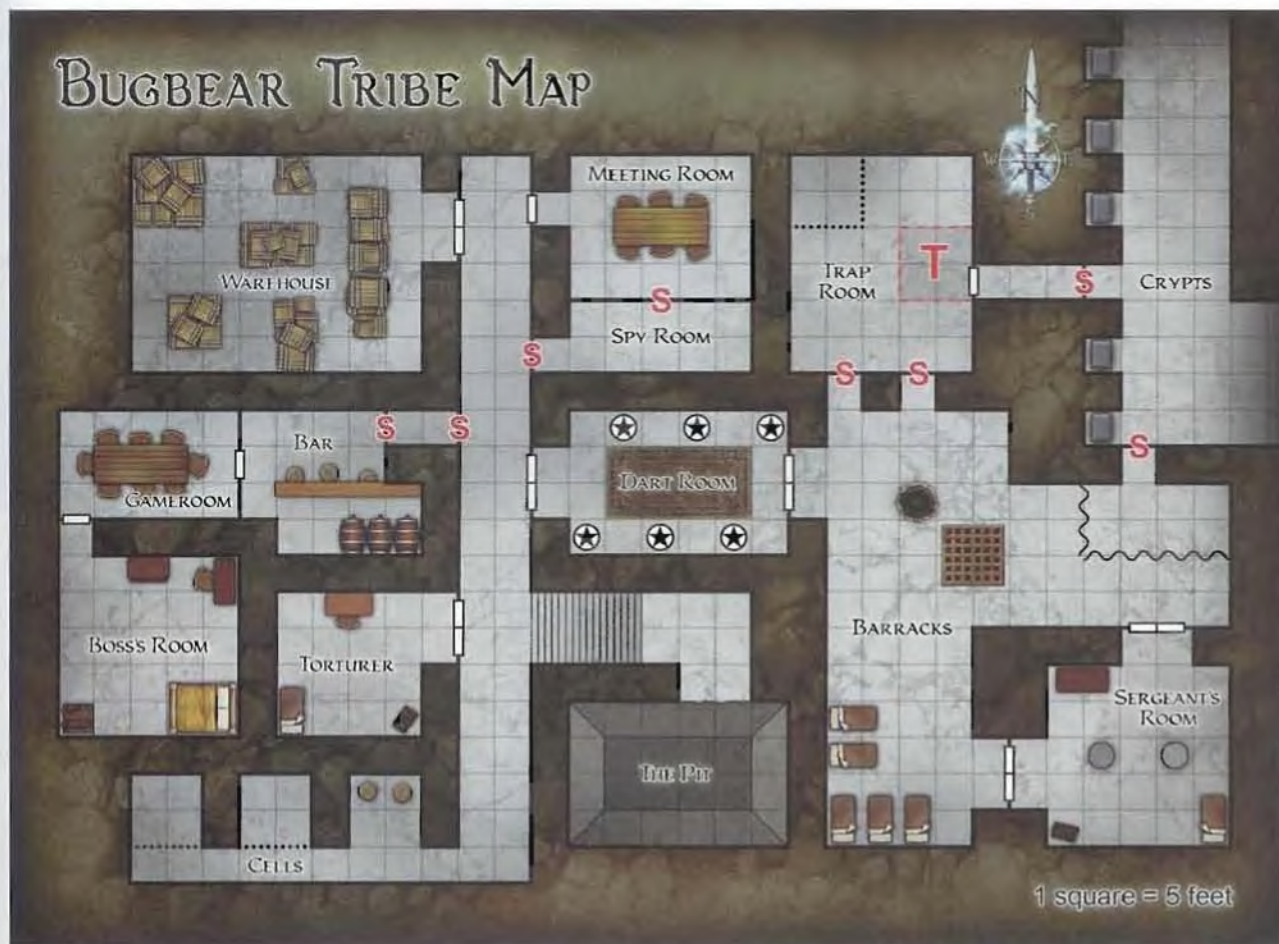 Bugbear Tribe Map
N
W
E
S
Meeting Room
Warehouse
S
Spy Room
S
Trap
Room
T
S
Crypts
S
S
S
S
Bar
S
Gameroom
Dart Room
Boss's Room
Torturer
Barracks
Sergeant's
Room
The Pit
Cells
1 square = 5 feet